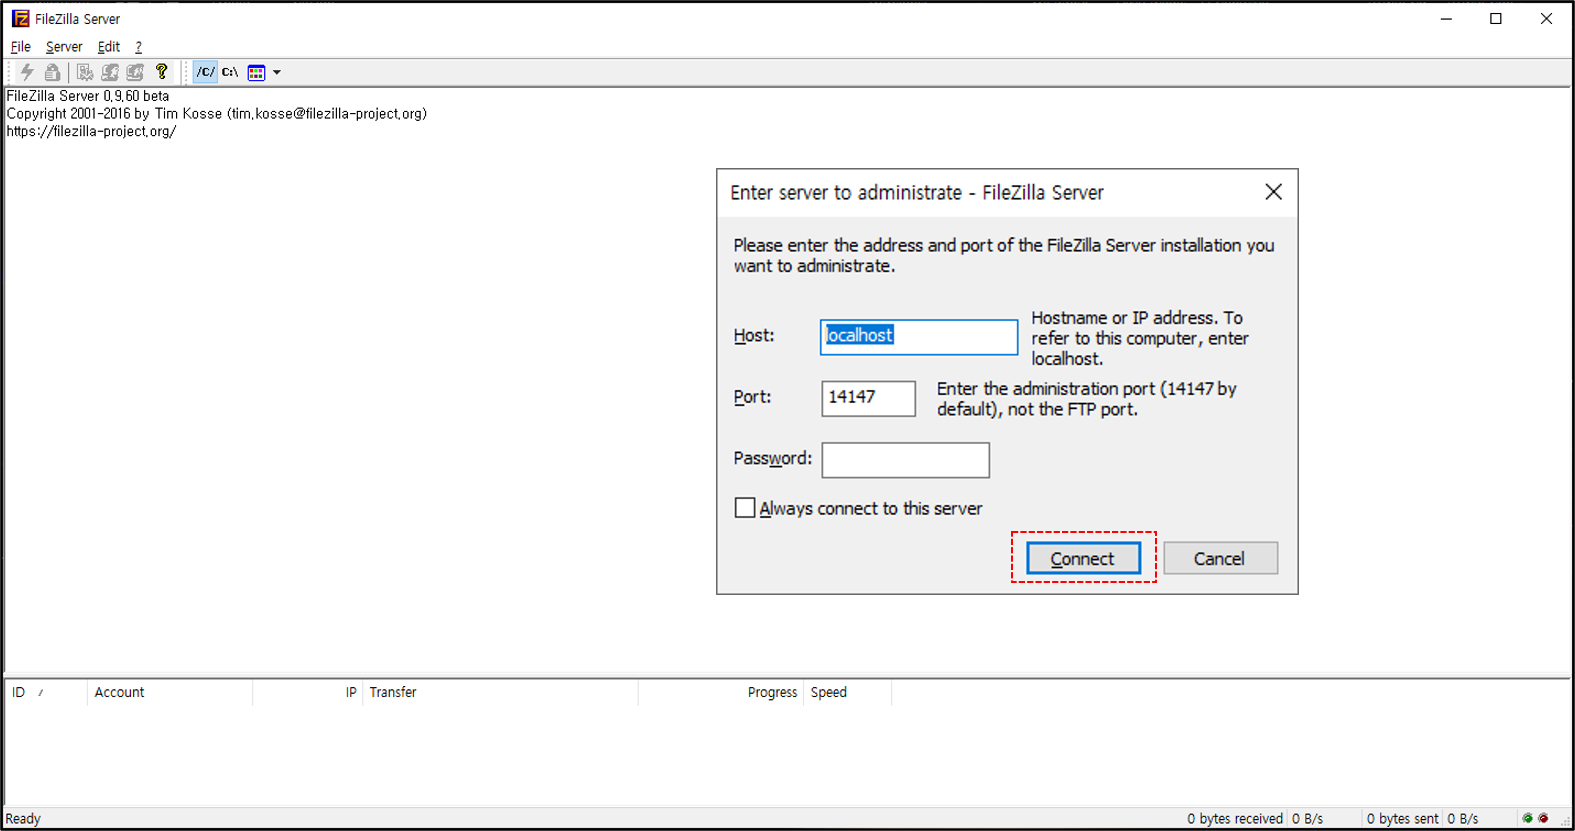 FileZilla Server
File Server Edit ?
/C/ C:\
FileZilla Server 0.9.60 beta
Copyright 2001-2016 by Tim Kosse (tim.kosse@filezilla-project.org)
https://filezilla-project.org/
Enter server to administrate - FileZilla Server
Please enter the address and port of the FileZilla Server installation you
want to administrate.
Host:
localhost
Hostname or IP address. To
refer to this computer, enter
localhost.
Port:
14147
Enter the administration port (14147 by
default), not the FTP port.
Password:
Always connect to this server
Connect
Cancel
ID / Account IP Transfer Progress Speed
Ready 0 bytes received 0 B/s 0 bytes sent 0 B/s